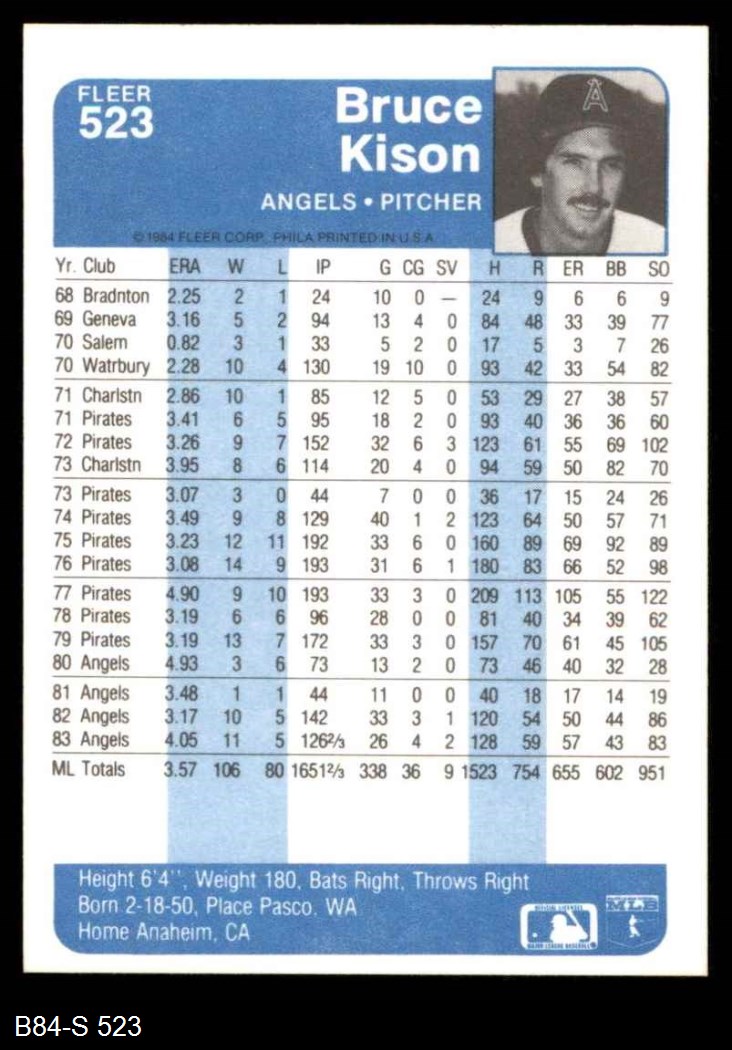 FLEER
523
Bruce
Kison
ANGELS • PITCHER
© 1984 FLEER CORP. PHILA PRINTED IN U.S.A.
Yr. Club ERA W L IP G CG SV H R ER BB SO
68 Bradnton 2.25 2 1 24 10 0 — 24 9 6 6 9
69 Geneva 3.16 5 2 94 13 4 0 84 48 33 39 77
70 Salem 0.82 3 1 33 5 2 0 17 5 3 7 26
70 Watrbury 2.28 10 4 130 19 10 0 93 42 33 54 82
71 Charlstn 2.86 10 1 85 12 5 0 53 29 27 38 57
71 Pirates 3.41 6 5 95 18 2 0 93 40 36 36 60
72 Pirates 3.26 9 7 152 32 6 3 123 61 55 69 102
73 Charlstn 3.95 8 6 114 20 4 0 94 59 50 82 70
73 Pirates 3.07 3 0 44 7 0 0 36 17 15 24 26
74 Pirates 3.49 9 8 129 40 1 2 123 64 50 57 71
75 Pirates 3.23 12 11 192 33 6 0 160 89 69 92 89
76 Pirates 3.08 14 9 193 31 6 1 180 83 66 52 98
77 Pirates 4.90 9 10 193 33 3 0 209 113 105 55 122
78 Pirates 3.19 6 6 96 28 0 0 81 40 34 39 62
79 Pirates 3.19 13 7 172 33 3 0 157 70 61 45 105
80 Angels 4.93 3 6 73 13 2 0 73 46 40 32 28
81 Angels 3.48 1 1 44 11 0 0 40 18 17 14 19
82 Angels 3.17 10 5 142 33 3 1 120 54 50 44 86
83 Angels 4.05 11 5 126⅔ 26 4 2 128 59 57 43 83
ML Totals 3.57 106 80 1651⅔ 338 36 9 1523 754 655 602 951
Height 6'4", Weight 180, Bats Right, Throws Right
Born 2-18-50, Place Pasco, WA
Home Anaheim, CA
OFFICIAL LICENSEE
MAJOR LEAGUE BASEBALL
B84-S 523